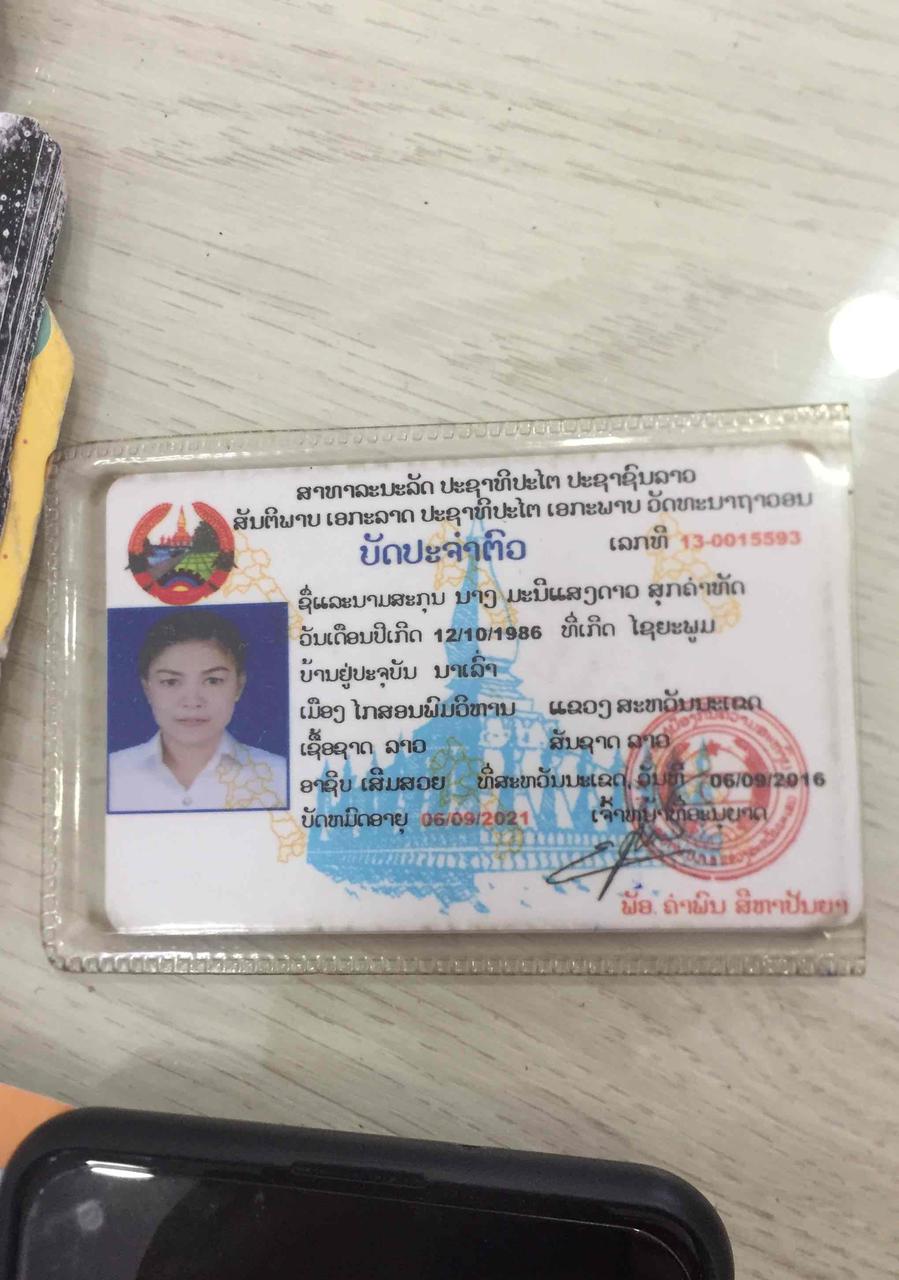 ສາທາລະນະລັດ ປະຊາທິປະໄຕ ປະຊາຊົນລາວ
ສັນຕິພາບ ເອກະລາດ ປະຊາທິປະໄຕ ເອກະພາບ ວັດທະນາຖາວອນ
ບັດປະຈຳຕົວ ເລກທີ 13-0015593
ຊື່ແລະນາມສະກຸນ ນາງ ມະນີແສງດາວ ສຸກຄຳທັດ
ວັນເດືອນປີເກີດ 12/10/1986 ທີ່ເກີດ ໄຊຍະພູມ
ບ້ານຢູ່ປະຈຸບັນ ນາເລົ່າ
ເມືອງ ໄກສອນພົມວິຫານ ແຂວງ ສະຫວັນນະເຂດ
ເຊື້ອຊາດ ລາວ ສັນຊາດ ລາວ
ອາຊິບ ເສີມສວຍ ທີ່ສະຫວັນນະເຂດ, ວັນທີ 06/09/2016
ບັດຫມົດອາຍຸ 06/09/2021 ເຈົ້າຫນ້າທີ່ອະນຸຍາດ
ພັອ. ຄຳພົນ ສີຫາປັນຍາ